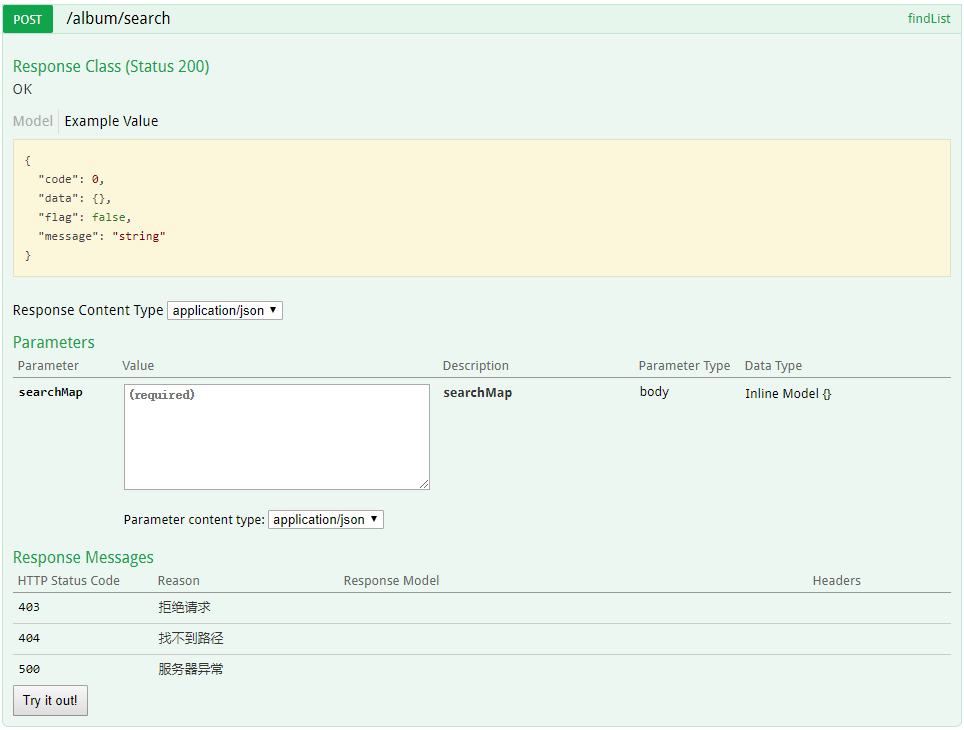 POST /album/search findList
Response Class (Status 200)
OK
Model Example Value
{
"code": 0,
"data": {},
"flag": false,
"message": "string"
}
Response Content Type application/json
Parameters
Parameter Value Description Parameter Type Data Type
searchMap (required) searchMap body Inline Model {}
Parameter content type: application/json
Response Messages
HTTP Status Code Reason Response Model Headers
403 拒绝请求
404 找不到路径
500 服务器异常
Try it out!